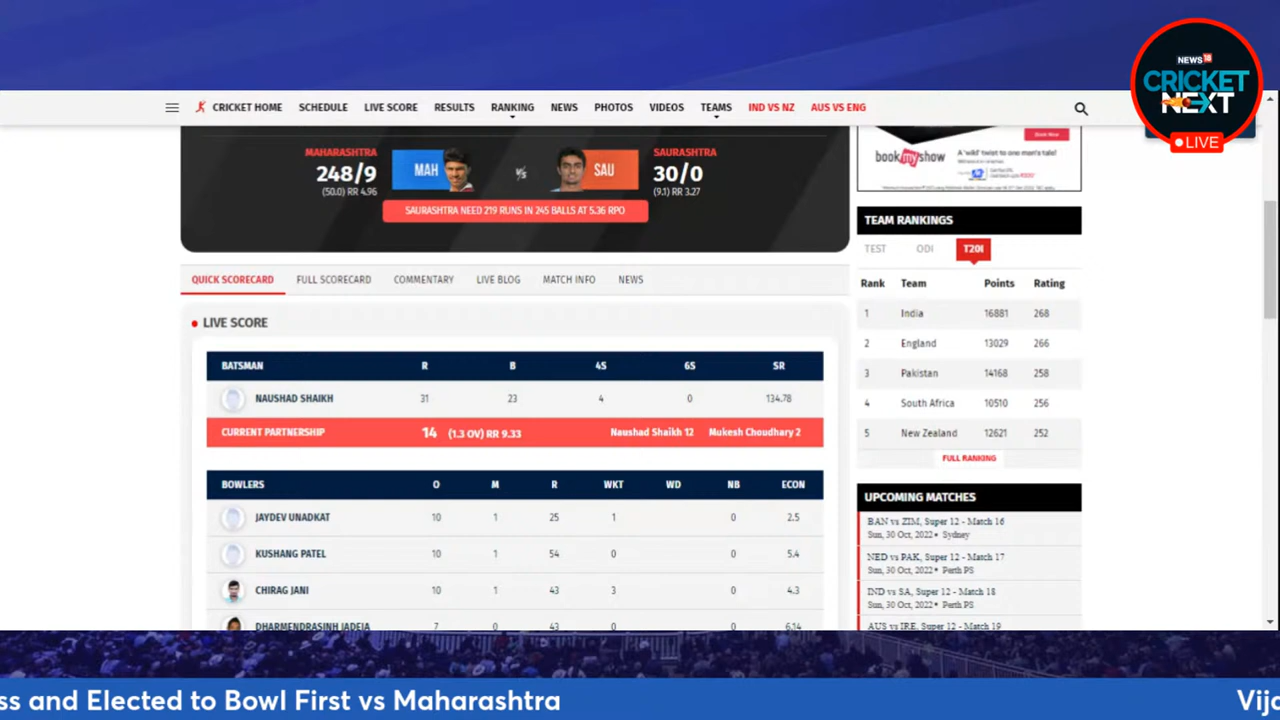 NEWS18
CRICKET
NEXT
LIVE
CRICKET HOME SCHEDULE LIVE SCORE RESULTS RANKING NEWS PHOTOS VIDEOS TEAMS IND VS NZ AUS VS ENG
MAHARASHTRA
248/9
(50.0) RR 4.96
MAH
VS
SAU
SAURASHTRA
30/0
(9.1) RR 3.27
SAURASHTRA NEED 219 RUNS IN 245 BALLS AT 5.36 RPO
Book Now
bookmyshow
A 'wild' twist to one man's tale!
QUICK SCORECARD FULL SCORECARD COMMENTARY LIVE BLOG MATCH INFO NEWS
LIVE SCORE
BATSMAN R B 4S 6S SR
NAUSHAD SHAIKH 31 23 4 0 134.78
CURRENT PARTNERSHIP 14 (1.3 OV) RR 9.33 Naushad Shaikh 12 Mukesh Choudhary 2
BOWLERS O M R WKT WD NB ECON
JAYDEV UNADKAT 10 1 25 1 0 2.5
KUSHANG PATEL 10 1 54 0 0 5.4
CHIRAG JANI 10 1 43 3 0 4.3
DHARMENDRASINH JADEJA 7 0 43 0 0 6.14
TEAM RANKINGS
TEST ODI T20I
Rank Team Points Rating
1 India 16881 268
2 England 13029 266
3 Pakistan 14168 258
4 South Africa 10510 256
5 New Zealand 12621 252
FULL RANKING
UPCOMING MATCHES
BAN vs ZIM, Super 12 - Match 16
Sun, 30 Oct, 2022• Sydney
NED vs PAK, Super 12 - Match 17
Sun, 30 Oct, 2022• Perth PS
IND vs SA, Super 12 - Match 18
Sun, 30 Oct, 2022• Perth PS
AUS vs IRE, Super 12 - Match 19
ss and Elected to Bowl First vs Maharashtra